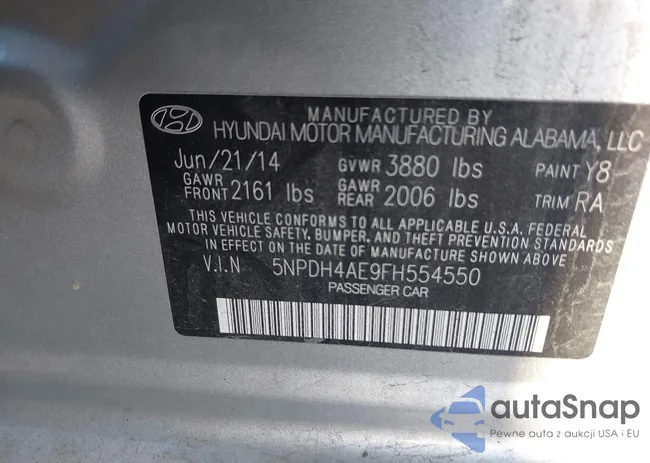 MANUFACTURED BY
HYUNDAI MOTOR MANUFACTURING ALABAMA, LLC
Jun/21/14 GVWR 3880 lbs PAINT Y8
GAWR FRONT 2161 lbs GAWR REAR 2006 lbs TRIM RA
THIS VEHICLE CONFORMS TO ALL APPLICABLE U.S.A. FEDERAL
MOTOR VEHICLE SAFETY, BUMPER, AND THEFT PREVENTION STANDARDS
IN EFFECT ON THE DATE OF MANUFACTURE SHOWN ABOVE.
V.I.N 5NPDH4AE9FH554550
PASSENGER CAR
autaSnap
Pewne auta z aukcji USA i EU